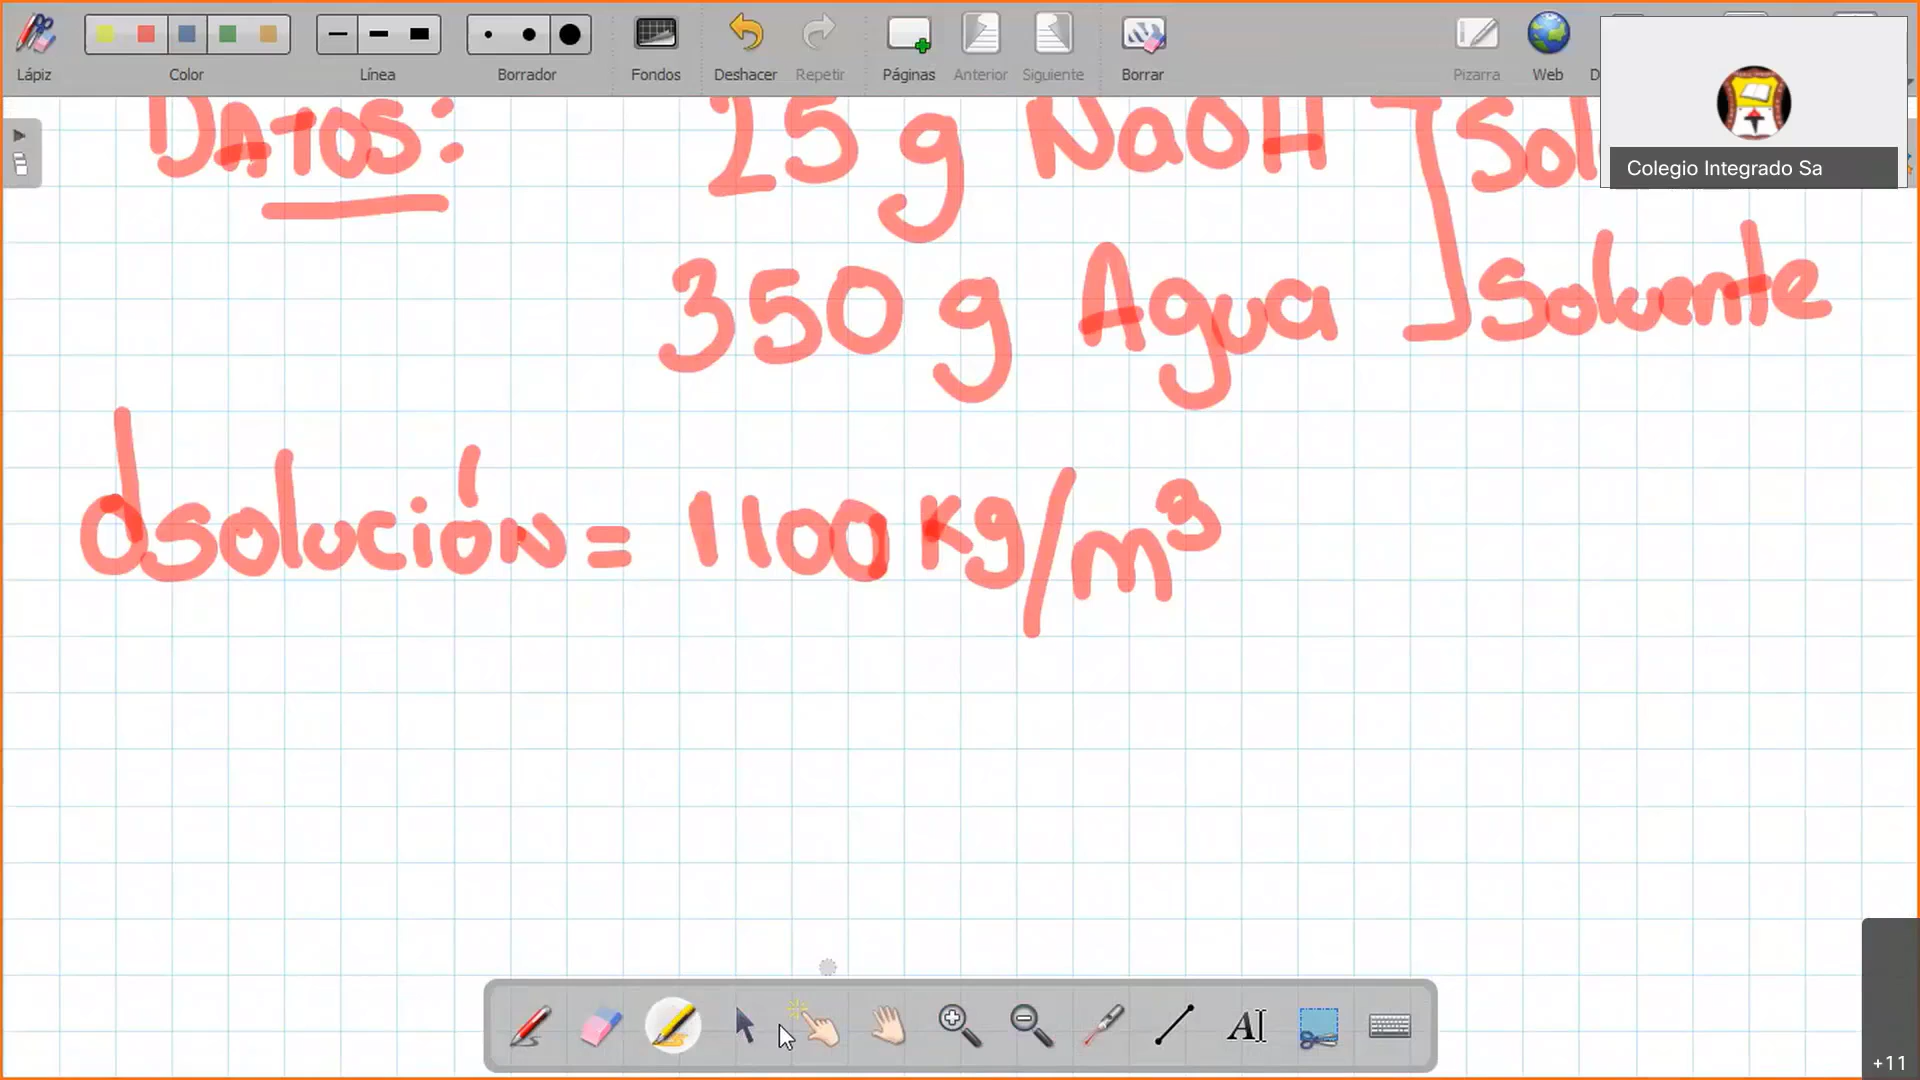 Lápiz Color Línea Borrador Fondos Deshacer Repetir Páginas Anterior Siguiente Borrar Pizarra Web
Colegio Integrado Sa
DATOS: 25 g NaOH Sol
350 g Agua Solvente
dsolución = 1100 Kg/m³
+11